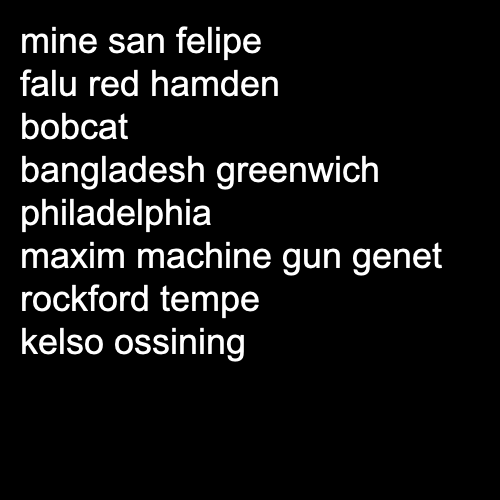 mine san felipe
falu red hamden
bobcat
bangladesh greenwich
philadelphia
maxim machine gun genet
rockford tempe
kelso ossining